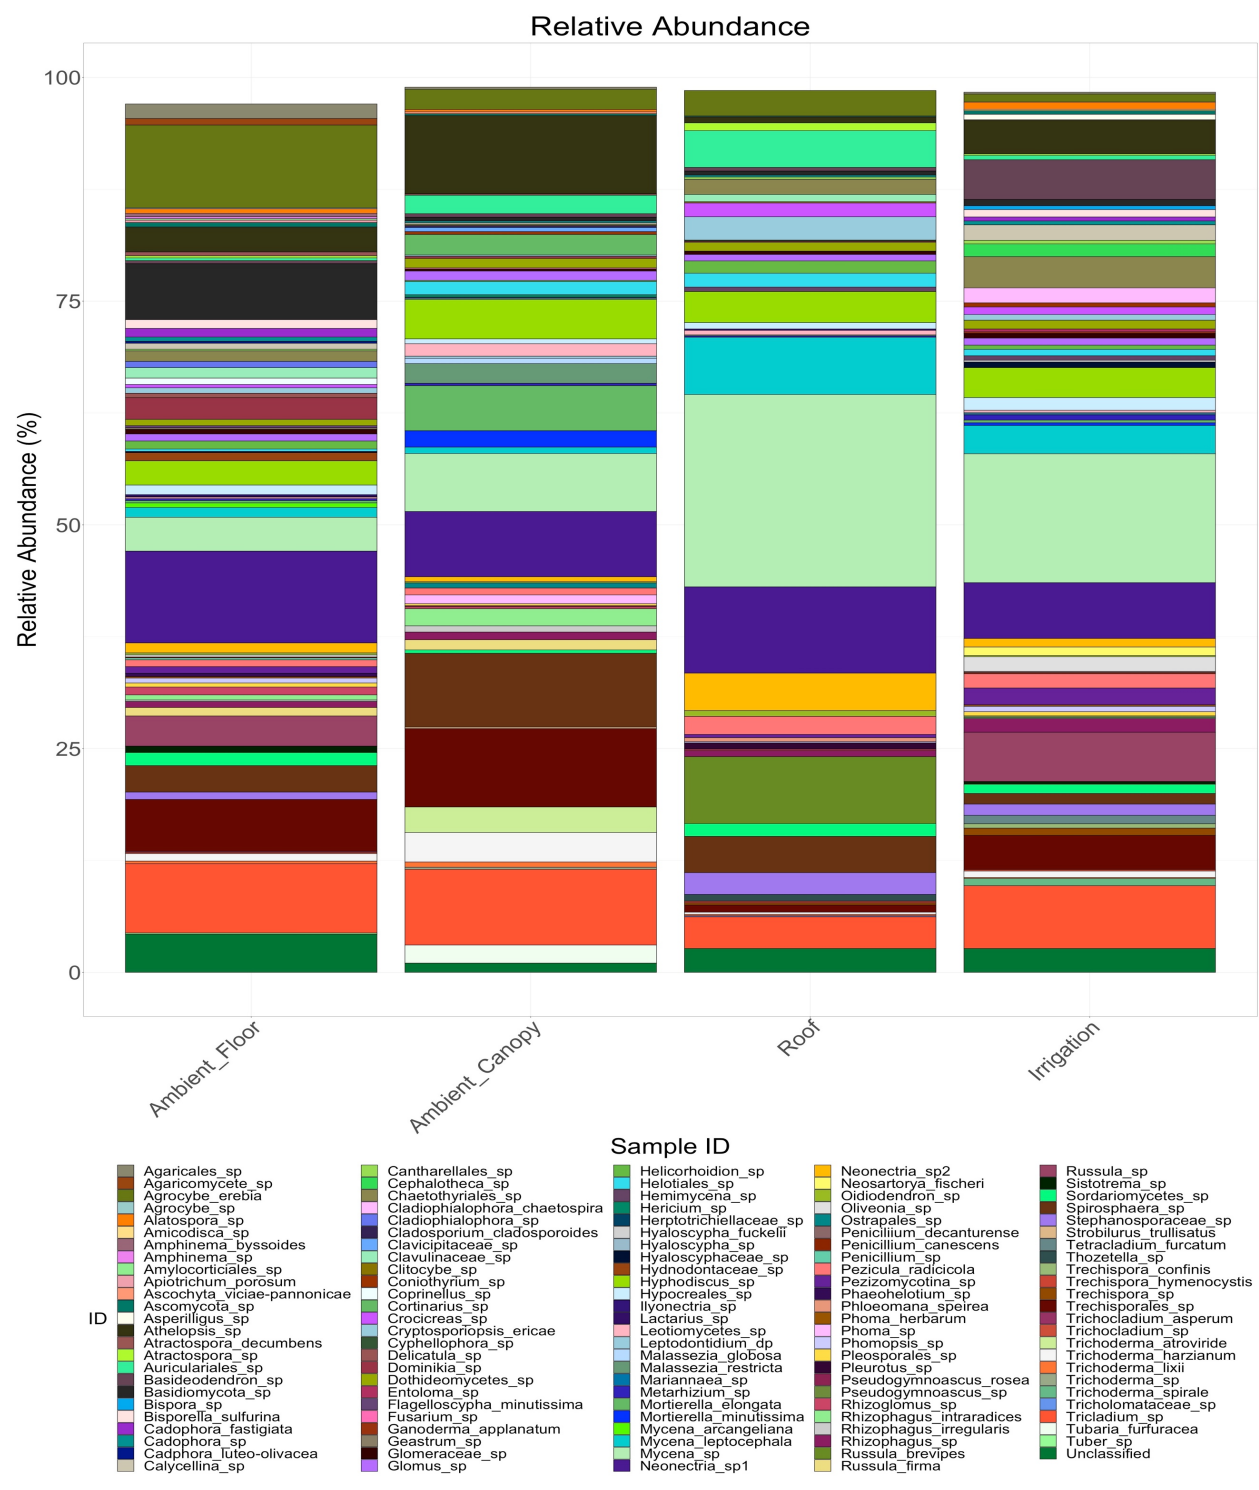 Relative Abundance
Relative Abundance (%)
100
75
50
25
0
Ambient_Floor
Ambient_Canopy
Roof
Irrigation
Sample ID
ID
Agaricales_sp
Agaricomycete_sp
Agrocybe_erebia
Agrocybe_sp
Alatospora_sp
Amicodisca_sp
Amphinema_byssoides
Amphinema_sp
Amylocorticiales_sp
Apiotrichum_porosum
Ascochyta_viciae-pannonicae
Ascomycota_sp
Asperilligus_sp
Athelopsis_sp
Atractospora_decumbens
Atractospora_sp
Auriculariales_sp
Basideodendron_sp
Basidiomycota_sp
Bispora_sp
Bisporella_sulfurina
Cadophora_fastigiata
Cadophora_sp
Cadphora_luteo-olivacea
Calycellina_sp
Cantharellales_sp
Cephalotheca_sp
Chaetothyriales_sp
Cladiophialophora_chaetospira
Cladiophialophora_sp
Cladosporium_cladosporoides
Clavicipitaceae_sp
Clavulinaceae_sp
Clitocybe_sp
Coniothyrium_sp
Coprinellus_sp
Cortinarius_sp
Crocicreas_sp
Cryptosporiopsis_ericae
Cyphellophora_sp
Delicatula_sp
Dominikia_sp
Dothideomycetes_sp
Entoloma_sp
Flagelloscypha_minutissima
Fusarium_sp
Ganoderma_applanatum
Geastrum_sp
Glomeraceae_sp
Glomus_sp
Helicorhoidion_sp
Helotiales_sp
Hemimycena_sp
Hericium_sp
Herptotrichiellaceae_sp
Hyaloscypha_fuckelii
Hyaloscypha_sp
Hyaloscyphaceae_sp
Hydnodontaceae_sp
Hyphodiscus_sp
Hypocreales_sp
Ilyonectria_sp
Lactarius_sp
Leotiomycetes_sp
Leptodontidium_dp
Malassezia_globosa
Malassezia_restricta
Mariannaea_sp
Metarhizium_sp
Mortierella_elongata
Mortierella_minutissima
Mycena_arcangeliana
Mycena_leptocephala
Mycena_sp
Neonectria_sp1
Neonectria_sp2
Neosartorya_fischeri
Oidiodendron_sp
Oliveonia_sp
Ostrapales_sp
Peniciliium_decanturense
Penicillium_canescens
Penicillium_sp
Pezicula_radicicola
Pezizomycotina_sp
Phaeohelotium_sp
Phloeomana_speirea
Phoma_herbarum
Phoma_sp
Phomopsis_sp
Pleosporales_sp
Pleurotus_sp
Pseudogymnoascus_rosea
Pseudogymnoascus_sp
Rhizoglomus_sp
Rhizophagus_intraradices
Rhizophagus_irregularis
Rhizophagus_sp
Russula_brevipes
Russula_firma
Russula_sp
Sistotrema_sp
Sordariomycetes_sp
Spirosphaera_sp
Stephanosporaceae_sp
Strobilurus_trullisatus
Tetracladium_furcatum
Thozetella_sp
Trechispora_confinis
Trechispora_hymenocystis
Trechispora_sp
Trechisporales_sp
Trichocladium_asperum
Trichocladium_sp
Trichoderma_atroviride
Trichoderma_harzianum
Trichoderma_lixii
Trichoderma_sp
Trichoderma_spirale
Tricholomataceae_sp
Tricladium_sp
Tubaria_furfuracea
Tuber_sp
Unclassified